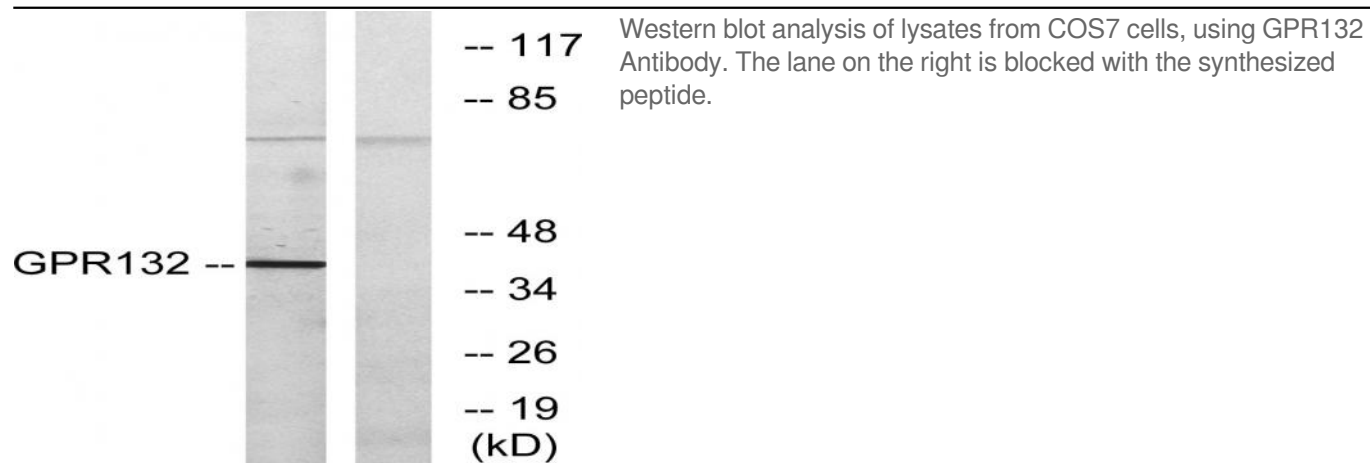 -- 117
-- 85
-- 48
GPR132 --
-- 34
-- 26
-- 19
(kD)
Western blot analysis of lysates from COS7 cells, using GPR132
Antibody. The lane on the right is blocked with the synthesized
peptide.